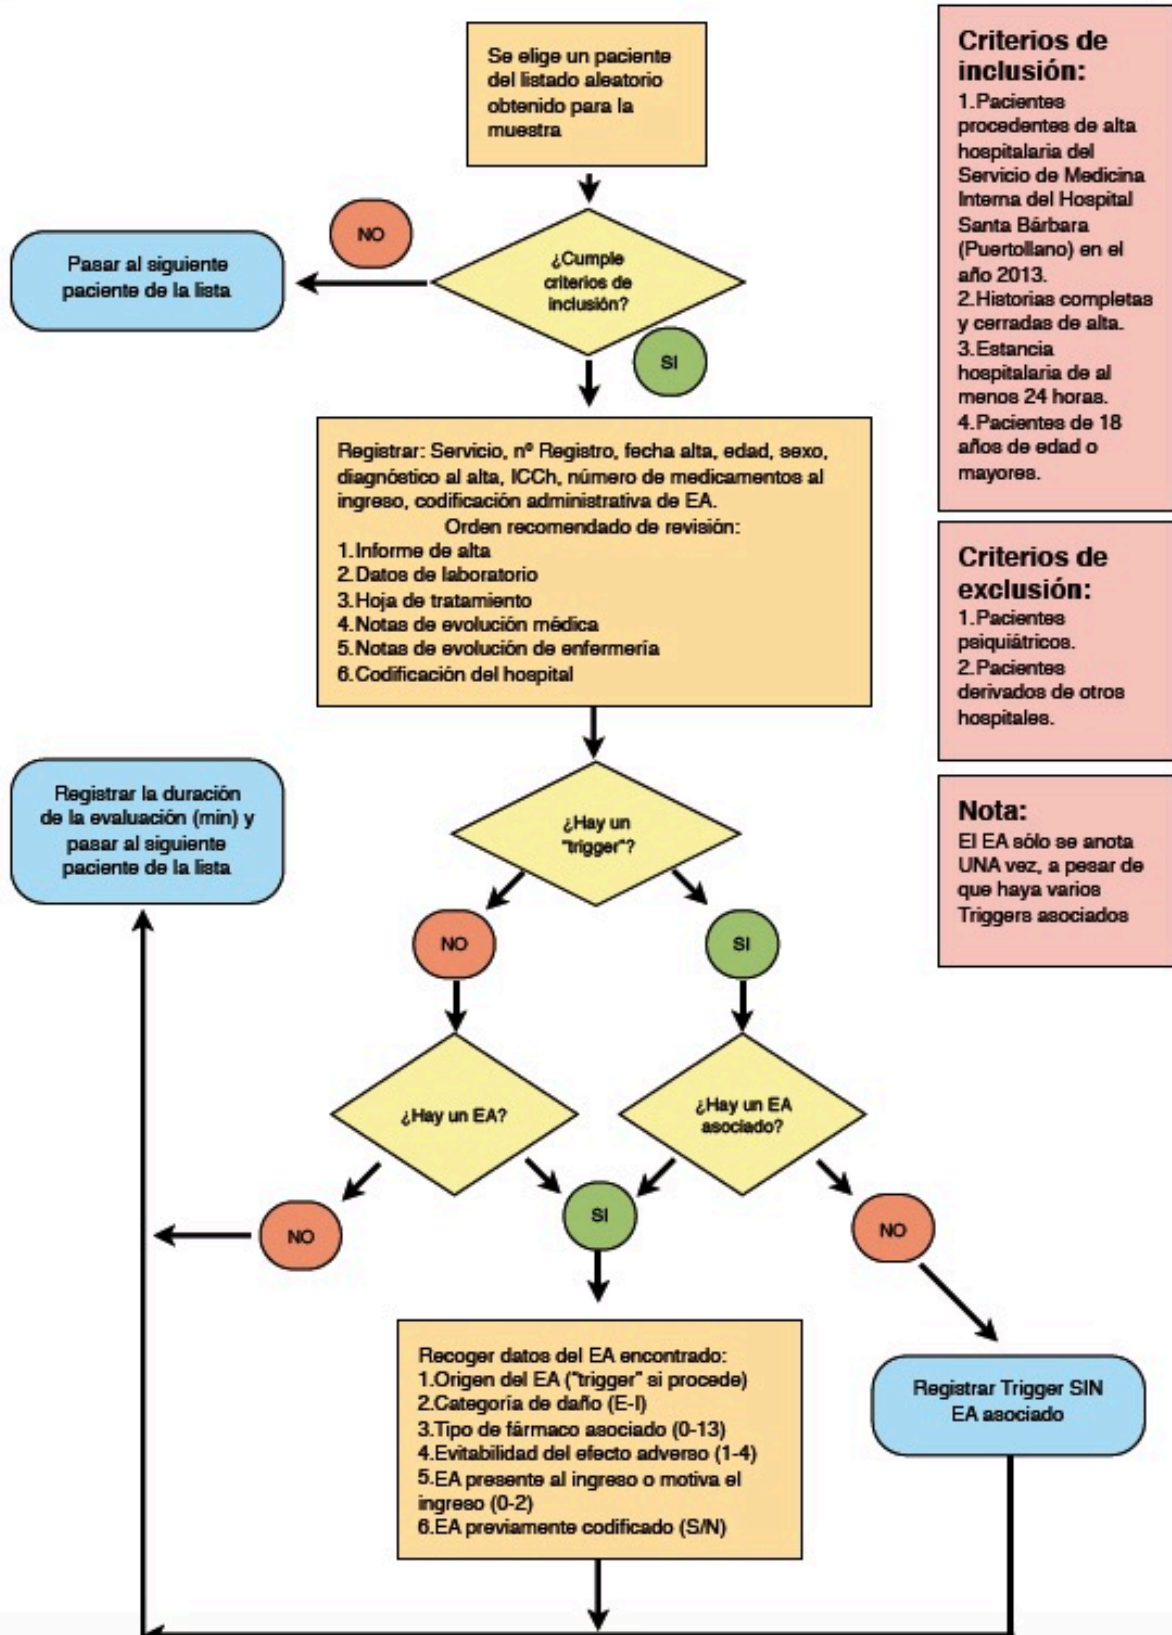 Se elige un paciente
del listado aleatorio
obtenido para la
muestra
NO
Pasar al siguiente
paciente de la lista
¿Cumple
criterios de
inclusión?
SI
Registrar: Servicio, nº Registro, fecha alta, edad, sexo,
diagnóstico al alta, ICCh, número de medicamentos al
ingreso, codificación administrativa de EA.
Orden recomendado de revisión:
1.Informe de alta
2.Datos de laboratorio
3.Hoja de tratamiento
4.Notas de evolución médica
5.Notas de evolución de enfermería
6.Codificación del hospital
Registrar la duración
de la evaluación (min) y
pasar al siguiente
paciente de la lista
¿Hay un
"trigger"?
NO
SI
¿Hay un EA?
¿Hay un EA
asociado?
NO
SI
NO
Recoger datos del EA encontrado:
1.Origen del EA ("trigger" si procede)
2.Categoría de daño (E-I)
3.Tipo de fármaco asociado (0-13)
4.Evitabilidad del efecto adverso (1-4)
5.EA presente al ingreso o motiva el
ingreso (0-2)
6.EA previamente codificado (S/N)
Registrar Trigger SIN
EA asociado
Criterios de
inclusión:
1.Pacientes
procedentes de alta
hospitalaria del
Servicio de Medicina
Interna del Hospital
Santa Bárbara
(Puertollano) en el
año 2013.
2.Historias completas
y cerradas de alta.
3.Estancia
hospitalaria de al
menos 24 horas.
4.Pacientes de 18
años de edad o
mayores.
Criterios de
exclusión:
1.Pacientes
psiquiátricos.
2.Pacientes
derivados de otros
hospitales.
Nota:
El EA sólo se anota
UNA vez, a pesar de
que haya varios
Triggers asociados